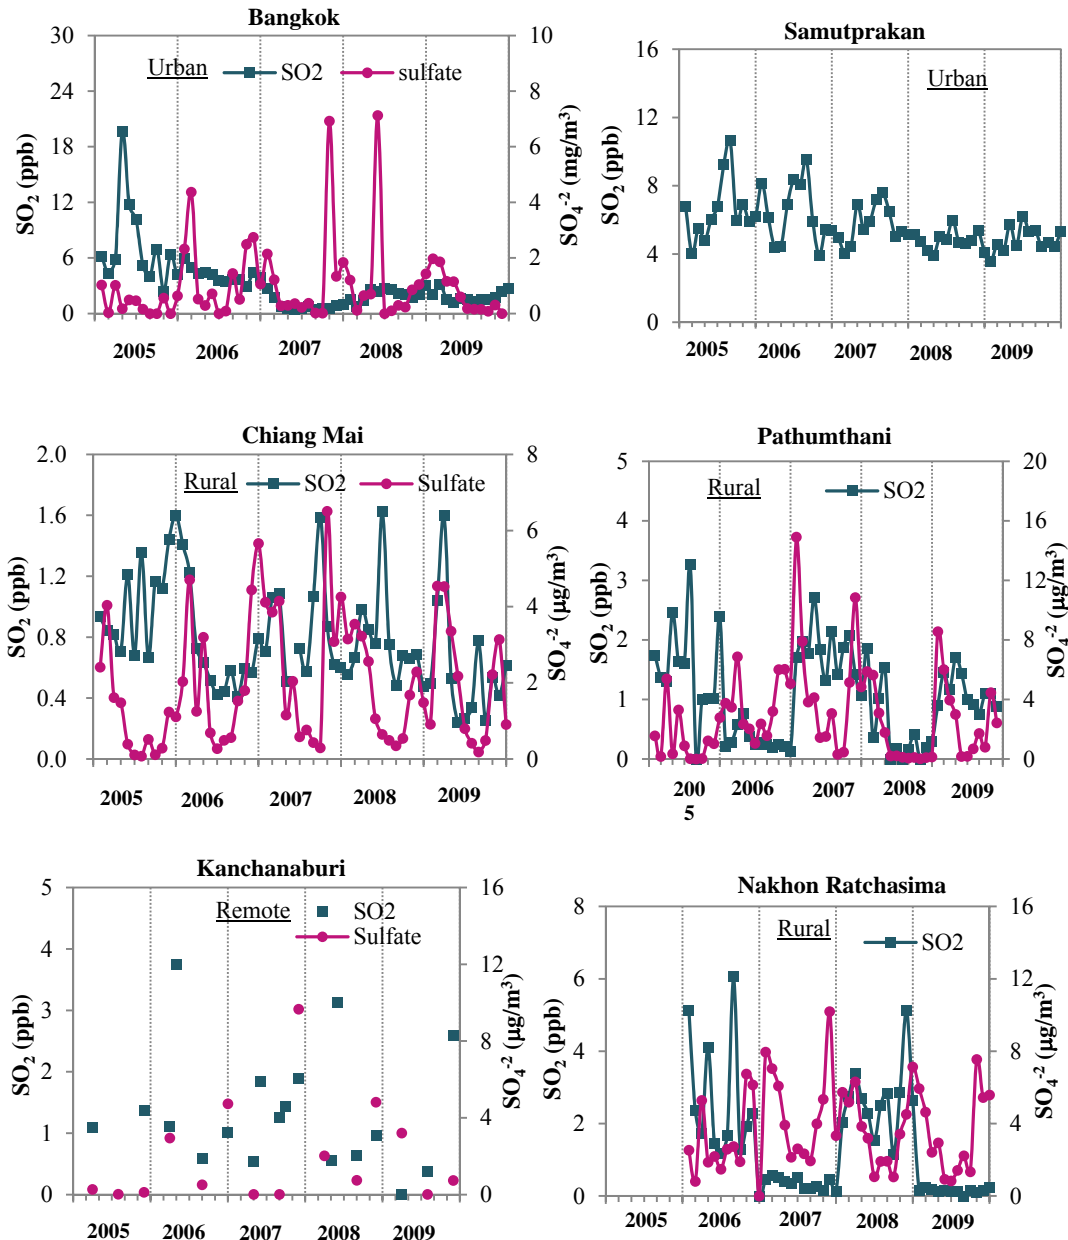 Bangkok
30
24
18
12
6
0
SO2 (ppb)
Urban
SO2
sulfate
10
8
6
4
2
0
SO4-2 (mg/m3)
2005
2006
2007
2008
2009
Samutprakan
16
12
8
4
0
SO2 (ppb)
Urban
2005
2006
2007
2008
2009
Chiang Mai
2.0
1.6
1.2
0.8
0.4
0.0
SO2 (ppb)
Rural
SO2
Sulfate
8
6
4
2
0
SO4-2 (µg/m3)
2005
2006
2007
2008
2009
Pathumthani
5
4
3
2
1
0
SO2 (ppb)
Rural
SO2
20
16
12
8
4
0
SO4-2 (µg/m3)
200
5
2006
2007
2008
2009
Kanchanaburi
5
4
3
2
1
0
SO2 (ppb)
Remote
SO2
Sulfate
16
12
8
4
0
SO4-2 (µg/m3)
2005
2006
2007
2008
2009
Nakhon Ratchasima
8
6
4
2
0
SO2 (ppb)
Rural
SO2
16
12
8
4
0
SO4-2 (µg/m3)
2005
2006
2007
2008
2009